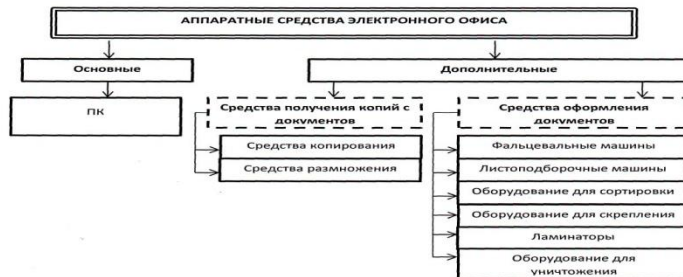 АППАРАТНЫЕ СРЕДСТВА ЭЛЕКТРОННОГО ОФИСА
Основные
Дополнительные
ПК
Средства получения копий с
документов
Средства копирования
Средства размножения
Средства оформления
документов
Фальцевальные машины
Листоподборочные машины
Оборудование для сортировки
Оборудование для скрепления
Ламинаторы
Оборудование для
уничтожения